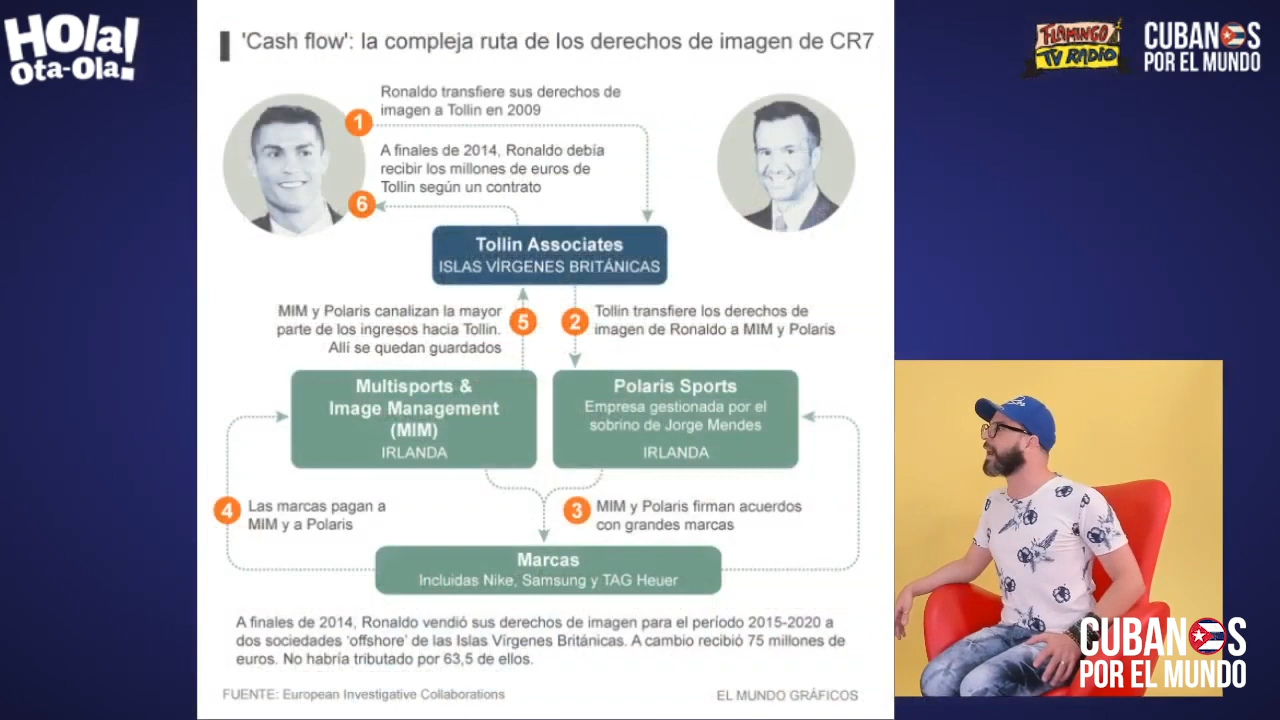 HOla!
Ota-Ola!
'Cash flow': la compleja ruta de los derechos de imagen de CR7
FLAMINGO
TV RADIO
CUBANOS
POR EL MUNDO
1
Ronaldo transfiere sus derechos de
imagen a Tollin en 2009
A finales de 2014, Ronaldo debía
recibir los millones de euros de
Tollin según un contrato
6
Tollin Associates
ISLAS VÍRGENES BRITÁNICAS
MIM y Polaris canalizan la mayor
parte de los ingresos hacia Tollin.
Allí se quedan guardados
5
2
Tollin transfiere los derechos de
imagen de Ronaldo a MIM y Polaris
Multisports &
Image Management
(MIM)
IRLANDA
Polaris Sports
Empresa gestionada por el
sobrino de Jorge Mendes
IRLANDA
4
Las marcas pagan a
MIM y a Polaris
3
MIM y Polaris firman acuerdos
con grandes marcas
Marcas
Incluidas Nike, Samsung y TAG Heuer
A finales de 2014, Ronaldo vendió sus derechos de imagen para el período 2015-2020 a
dos sociedades 'offshore' de las Islas Vírgenes Británicas. A cambio recibió 75 millones de
euros. No habría tributado por 63,5 de ellos.
FUENTE: European Investigative Collaborations
EL MUNDO GRÁFICOS
CUBANOS
POR EL MUNDO